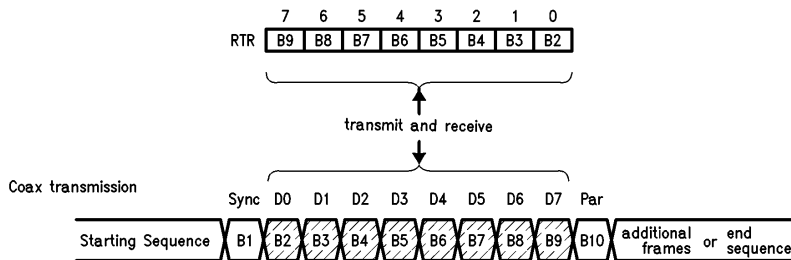 7 6 5 4 3 2 1 0
RTR B9 B8 B7 B6 B5 B4 B3 B2
transmit and receive
Coax transmission
Sync D0 D1 D2 D3 D4 D5 D6 D7 Par
Starting Sequence B1 B2 B3 B4 B5 B6 B7 B8 B9 B10 additional frames or end sequence